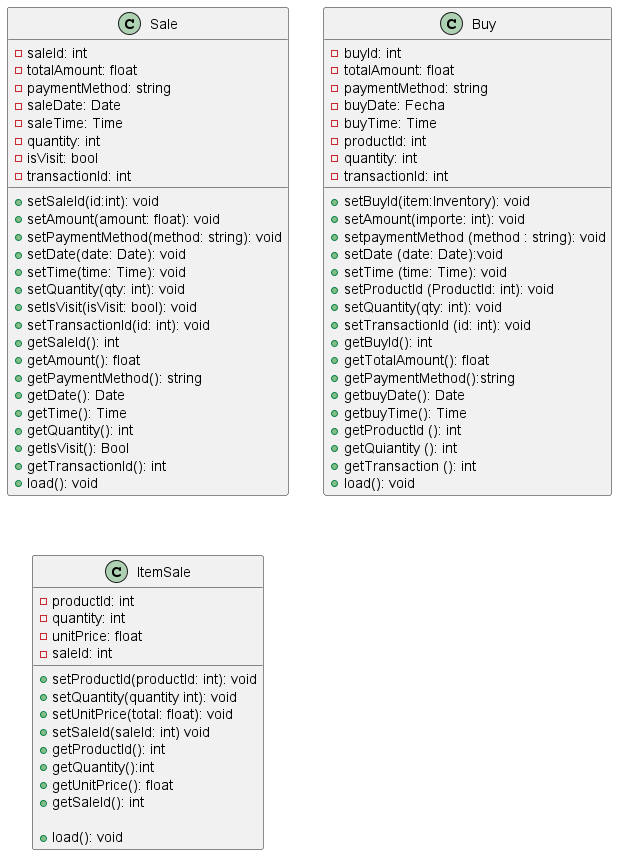 C Sale
saleId: int
totalAmount: float
paymentMethod: string
saleDate: Date
saleTime: Time
quantity: int
isVisit: bool
transactionId: int
setSaleId(id:int): void
setAmount(amount: float): void
setPaymentMethod(method: string): void
setDate(date: Date): void
setTime(time: Time): void
setQuantity(qty: int): void
setIsVisit(isVisit: bool): void
setTransactionId(id: int): void
getSaleId(): int
getAmount(): float
getPaymentMethod(): string
getDate(): Date
getTime(): Time
getQuantity(): int
getIsVisit(): Bool
getTransactionId(): int
load(): void
C Buy
buyId: int
totalAmount: float
paymentMethod: string
buyDate: Fecha
buyTime: Time
productId: int
quantity: int
transactionId: int
setBuyId(item:Inventory): void
setAmount(importe: int): void
setpaymentMethod (method : string): void
setDate (date: Date):void
setTime (time: Time): void
setProductId (ProductId: int): void
setQuantity(qty: int): void
setTransactionId (id: int): void
getBuyId(): int
getTotalAmount(): float
getPaymentMethod():string
getbuyDate(): Date
getbuyTime(): Time
getProductId (): int
getQuiantity (): int
getTransaction (): int
load(): void
C ItemSale
productId: int
quantity: int
unitPrice: float
saleId: int
setProductId(productId: int): void
setQuantity(quantity int): void
setUnitPrice(total: float): void
setSaleId(saleId: int) void
getProductId(): int
getQuantity():int
getUnitPrice(): float
getSaleId(): int
load(): void